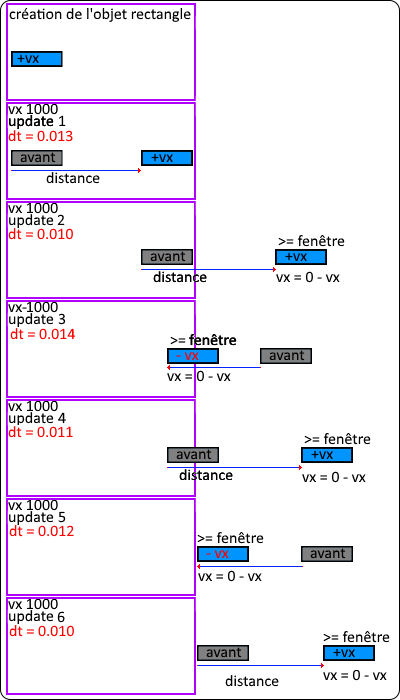 création de l'objet rectangle
+vx
vx 1000
update 1
dt = 0.013
avant +vx
distance
vx 1000
update 2
dt = 0.010
>= fenêtre
avant +vx
distance vx = 0 - vx
vx-1000
update 3
dt = 0.014
>= fenêtre
- vx avant
vx = 0 - vx
vx 1000
update 4
dt = 0.011
>= fenêtre
avant +vx
distance vx = 0 - vx
vx 1000
update 5
dt = 0.012
>= fenêtre
- vx avant
vx = 0 - vx
vx 1000
update 6
dt = 0.010
>= fenêtre
avant +vx
distance vx = 0 - vx